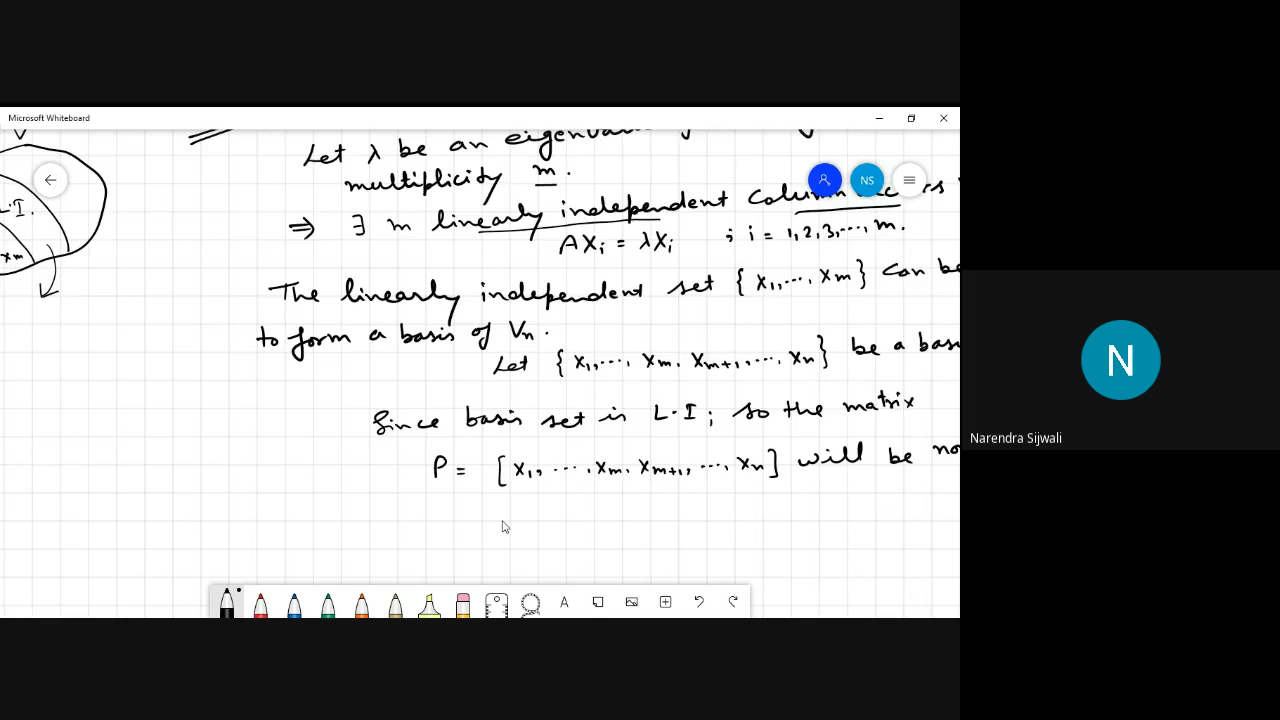 Microsoft Whiteboard
V
Let λ be an eigenvalue
multiplicity m.
L.I.
NS
⇒ ∃ m linearly independent column
xm
AXi = λXi ; i = 1,2,3,..., m.
The linearly independent set {x1,..., xm} can be
to form a basis of Vn.
Let {x1,..., xm, xm+1,..., xn} be a
Since basis set is L.I; so the matrix
P = [x1, ..., xm, xm+1, ..., xn] will be
N
Narendra Sijwali
A